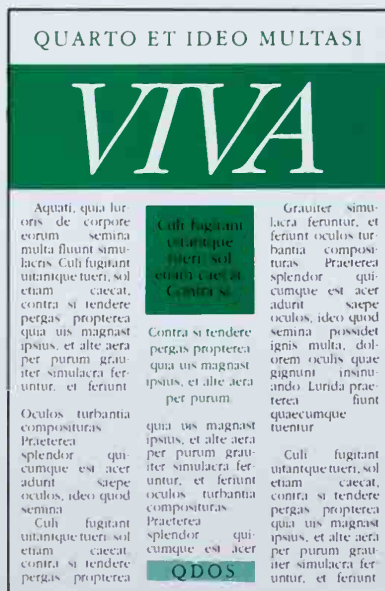 QUARTO ET IDEO MULTASI
VIVA
Aquati, quia lur-
oris de corpore
eorum semina
multa fluunt simu-
lacris. Culi fugitant
uitantque tueri, sol
etiam caecat,
contra si tendere
pergas propterea
quia uis magnast
ipsius, et alte aera
per purum grau-
iter simulacra fer-
untur, et feriunt
Oculos turbantia
composituras
Praeterea
splendor qui-
cumque est acer
adurit saepe
oculos, ideo quod
semina
Culi fugitant
uitantque tueri, sol
etiam caecat,
contra si tendere
pergas propterea
Culi fugitant
uitantque
tueri, sol
etiam caecat,
Contra si
Contra si tendere
pergas propterea
quia uis magnast
ipsius, et alte aera
per purum
quia uis magnast
ipsius, et alte aera
per purum grau-
iter simulacra fer-
untur, et feriunt
oculos turbantia
composituras
Praeterea
splendor qui-
cumque est acer
QDOS
Grauiter simu-
lacra feruntur, et
feriunt oculos tur-
bantia composi-
turas Praeterea
splendor qui-
cumque est acer
adurit saepe
oculos, ideo quod
semina possidet
ignis multa, dol-
orem oculis quae
gignunt insinu-
ando Lurida prae-
terea fiunt
quaecumque
tuentur
Culi fugitant
uitantque tueri, sol
etiam caecat,
contra si tendere
pergas propterea
quia uis magnast
ipsius, et alte aera
per purum grau-
iter simulacra fer-
untur, et feriunt